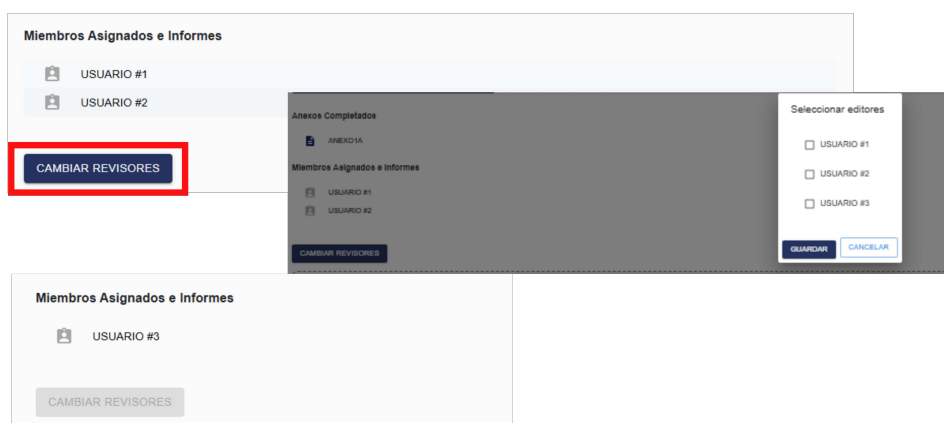 Miembros Asignados e Informes
USUARIO #1
USUARIO #2
CAMBIAR REVISORES
Anexos Completados
ANEXO1A
Miembros Asignados e Informes
USUARIO #1
USUARIO #2
CAMBIAR REVISORES
Seleccionar editores
USUARIO #1
USUARIO #2
USUARIO #3
GUARDAR
CANCELAR
Miembros Asignados e Informes
USUARIO #3
CAMBIAR REVISORES